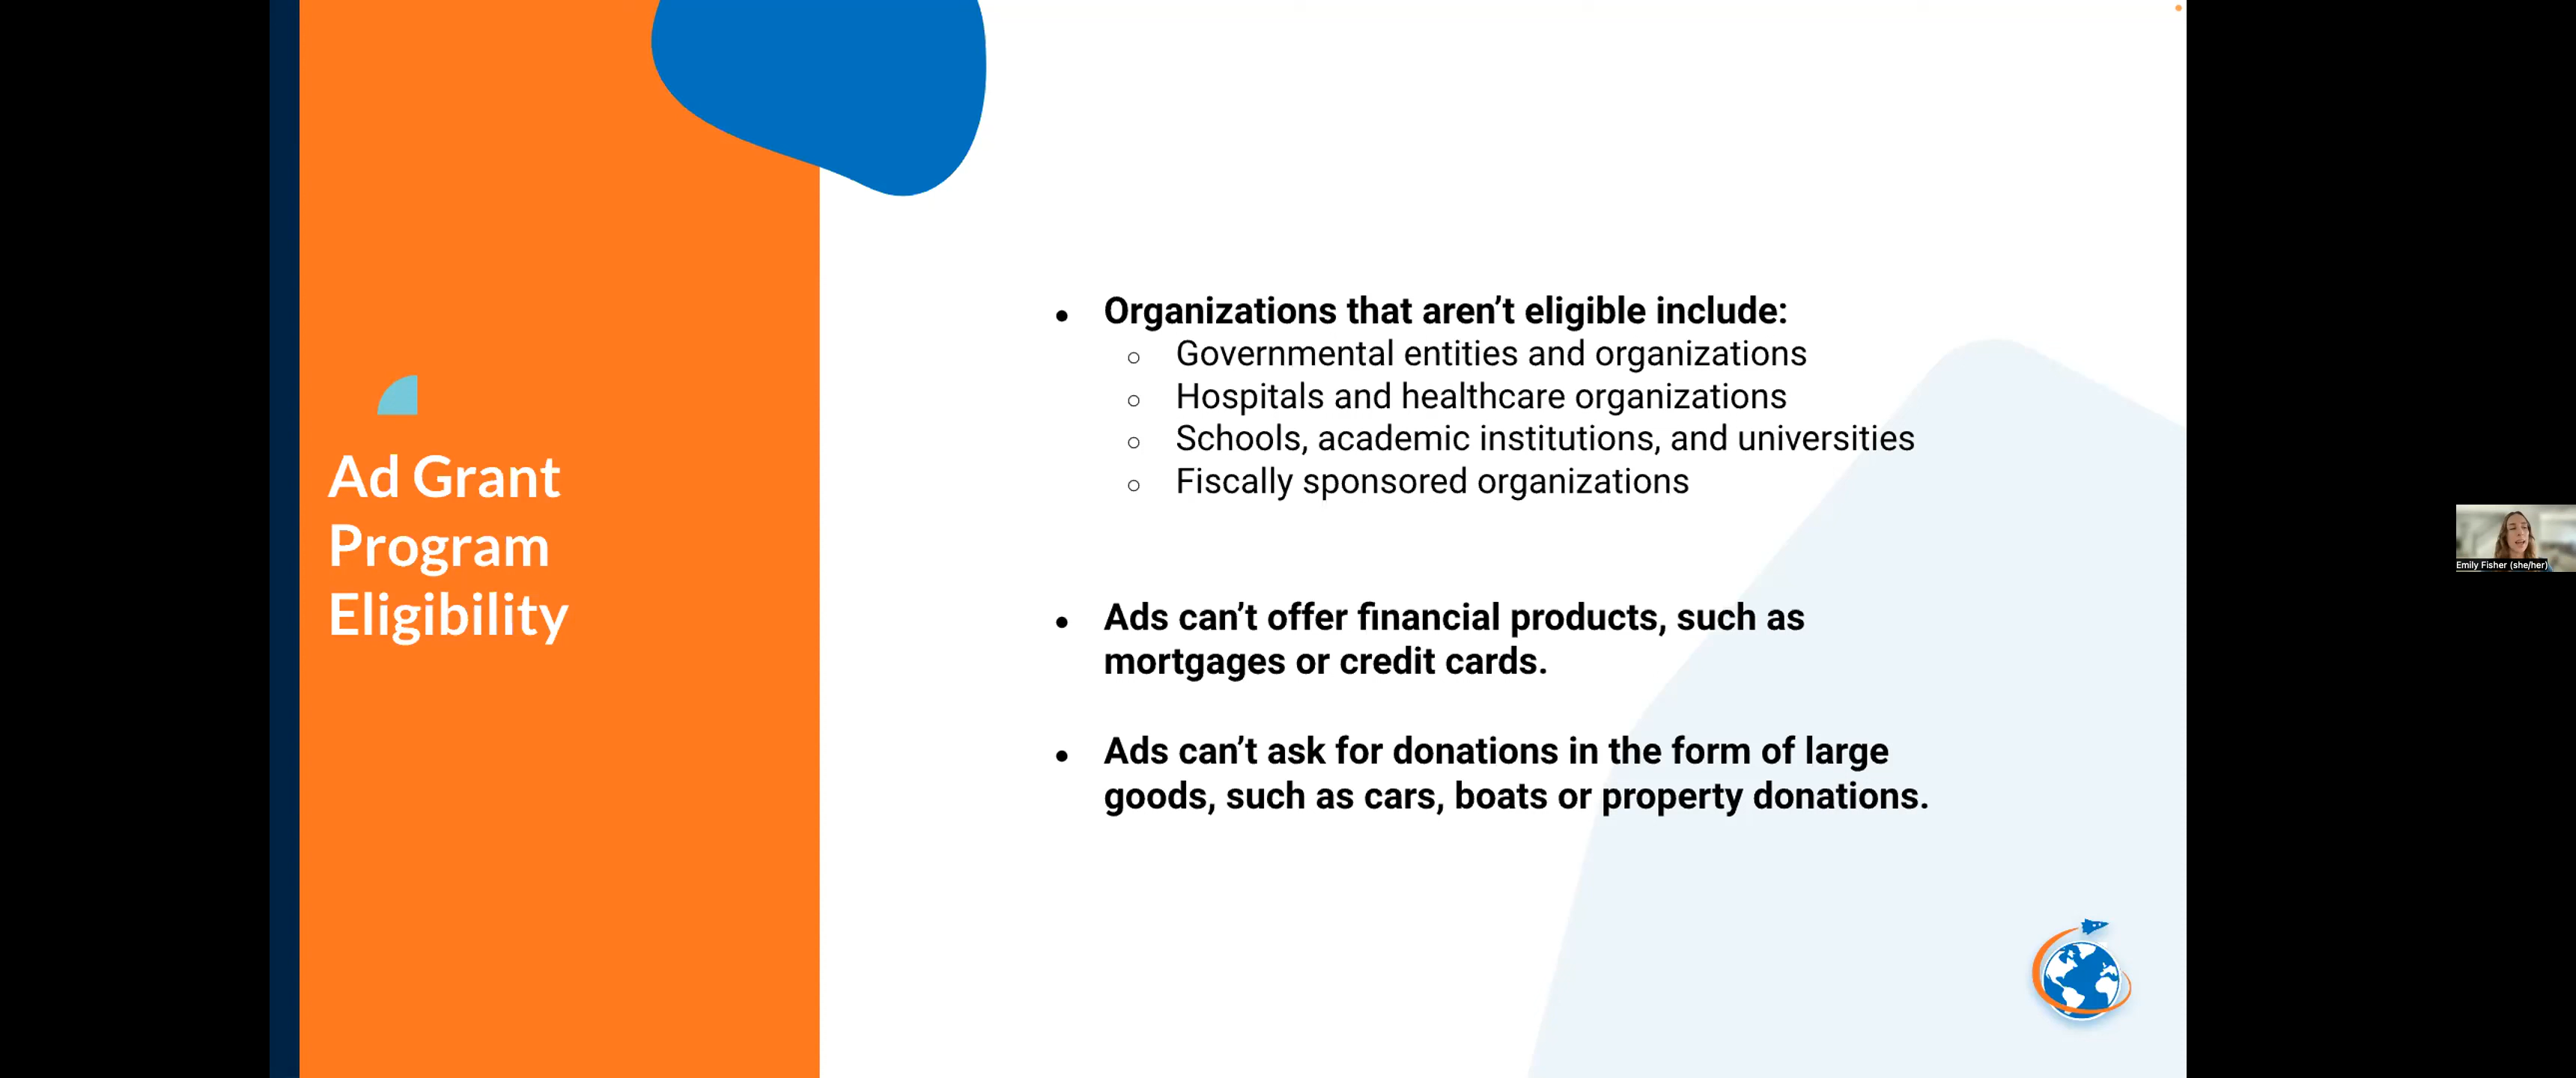 Ad Grant
Program
Eligibility
● Organizations that aren’t eligible include:
○ Governmental entities and organizations
○ Hospitals and healthcare organizations
○ Schools, academic institutions, and universities
○ Fiscally sponsored organizations
● Ads can’t offer financial products, such as
mortgages or credit cards.
● Ads can’t ask for donations in the form of large
goods, such as cars, boats or property donations.
Emily Fisher (she/her)